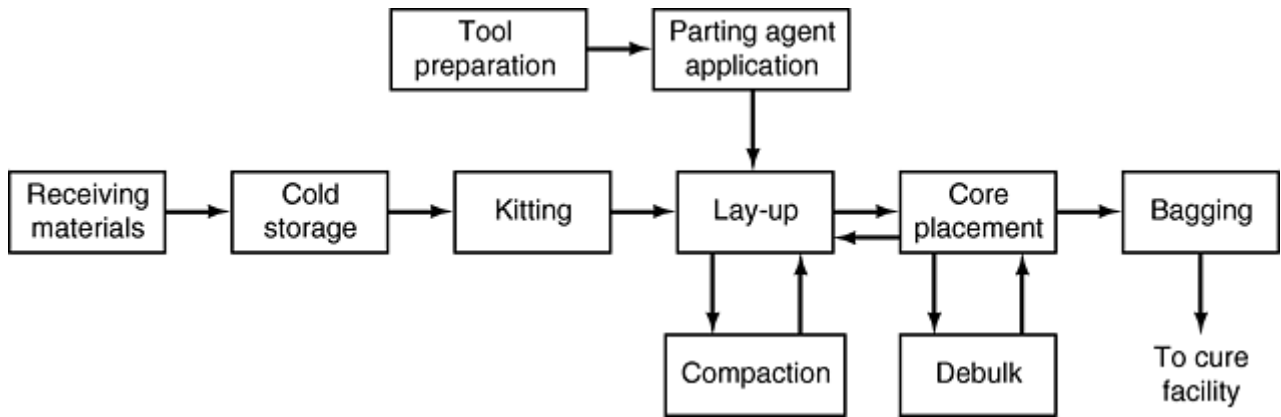 Tool
preparation
Parting agent
application
Receiving
materials
Cold
storage
Kitting
Lay-up
Core
placement
Bagging
Compaction
Debulk
To cure
facility